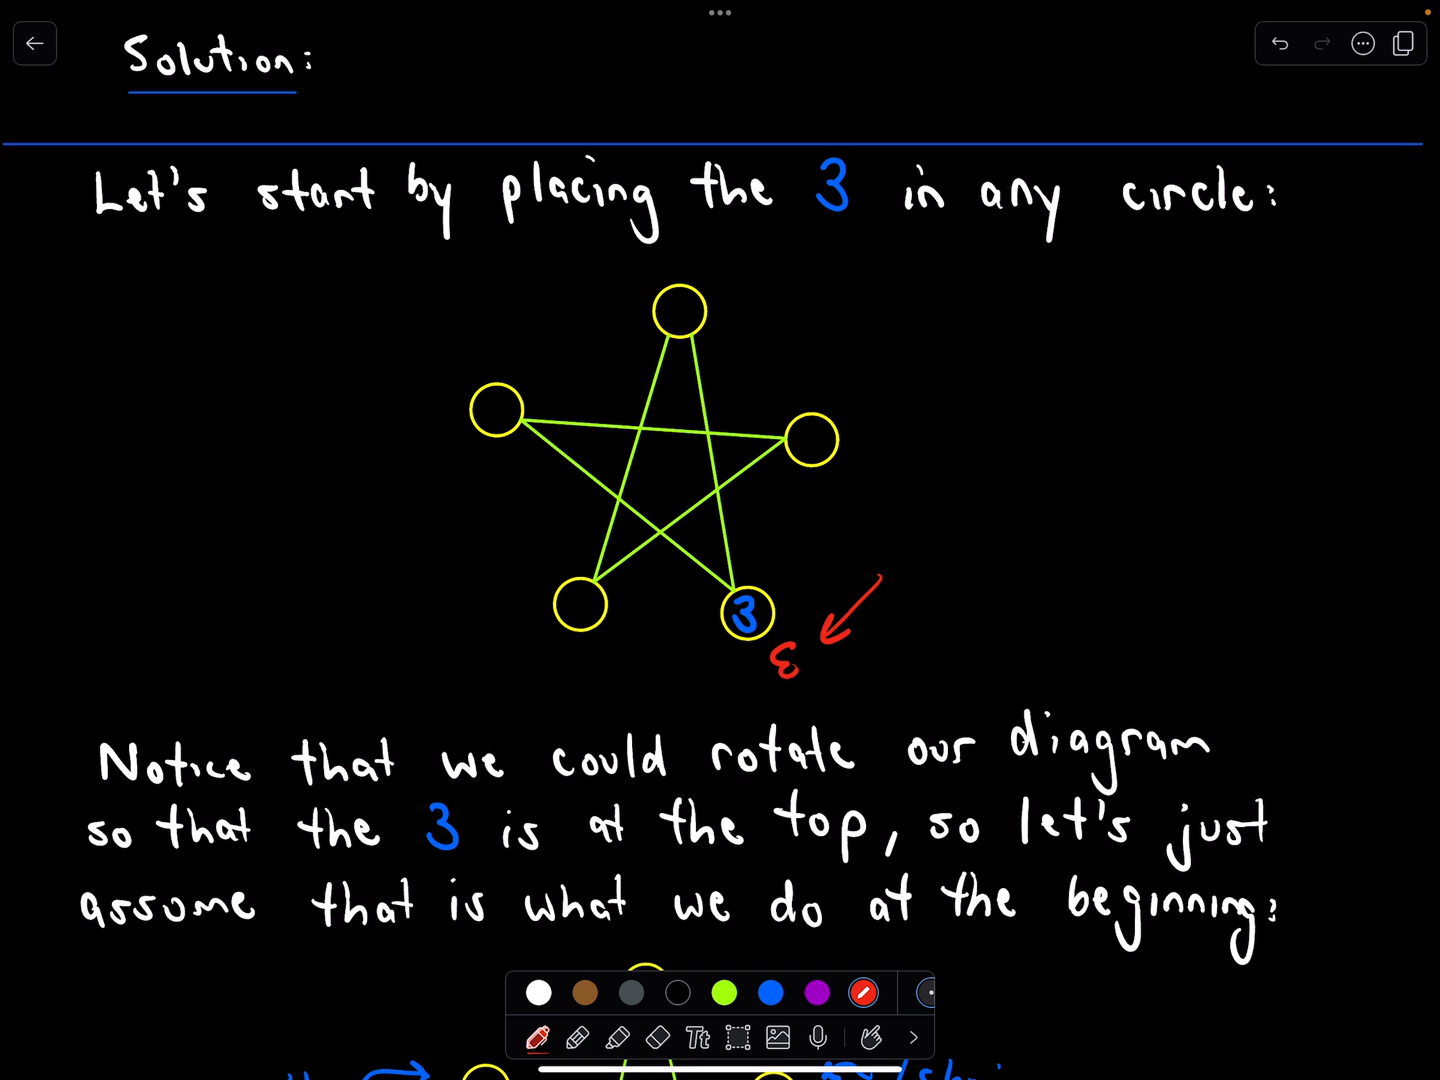 Solution:
Let's start by placing the 3 in any circle:
3
Notice that we could rotate our diagram
so that the 3 is at the top, so let's just
assume that is what we do at the beginning:
Tt